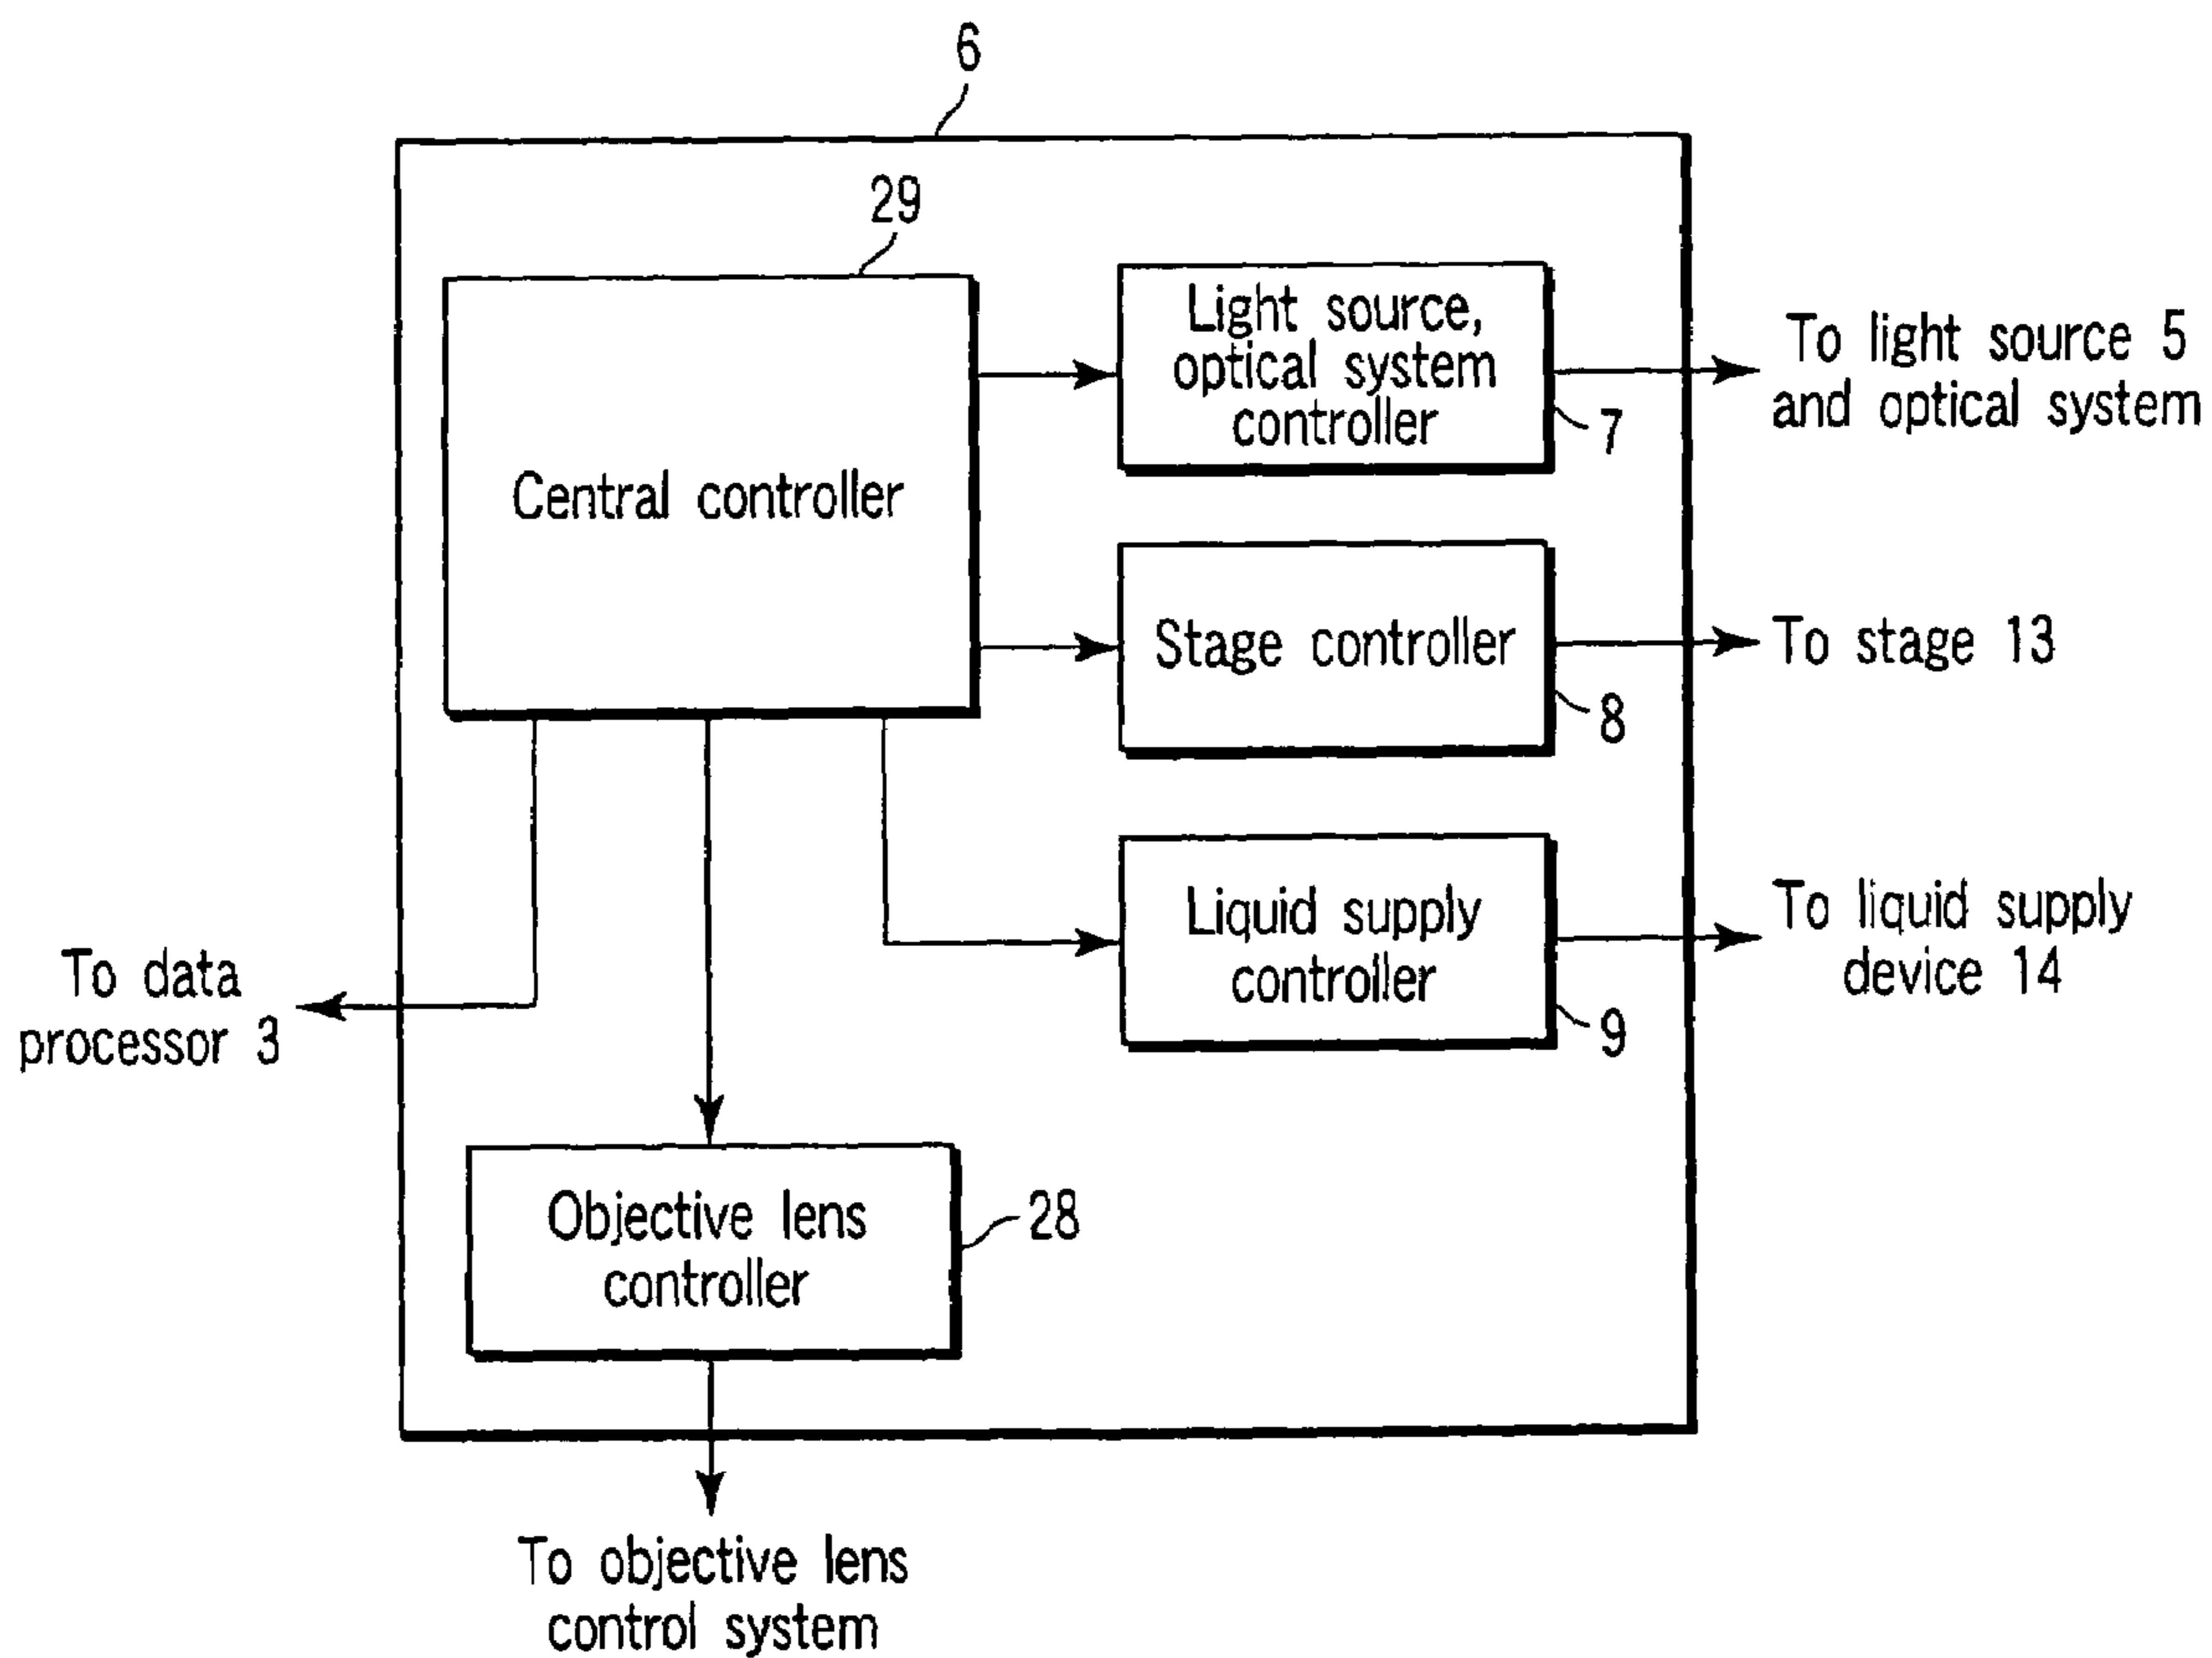 6
29
Central controller
Light source,
optical system
controller
7
To light source 5
and optical system
Stage controller
8
To stage 13
Liquid supply
controller
9
To liquid supply
device 14
To data
processor 3
Objective lens
controller
28
To objective lens
control system